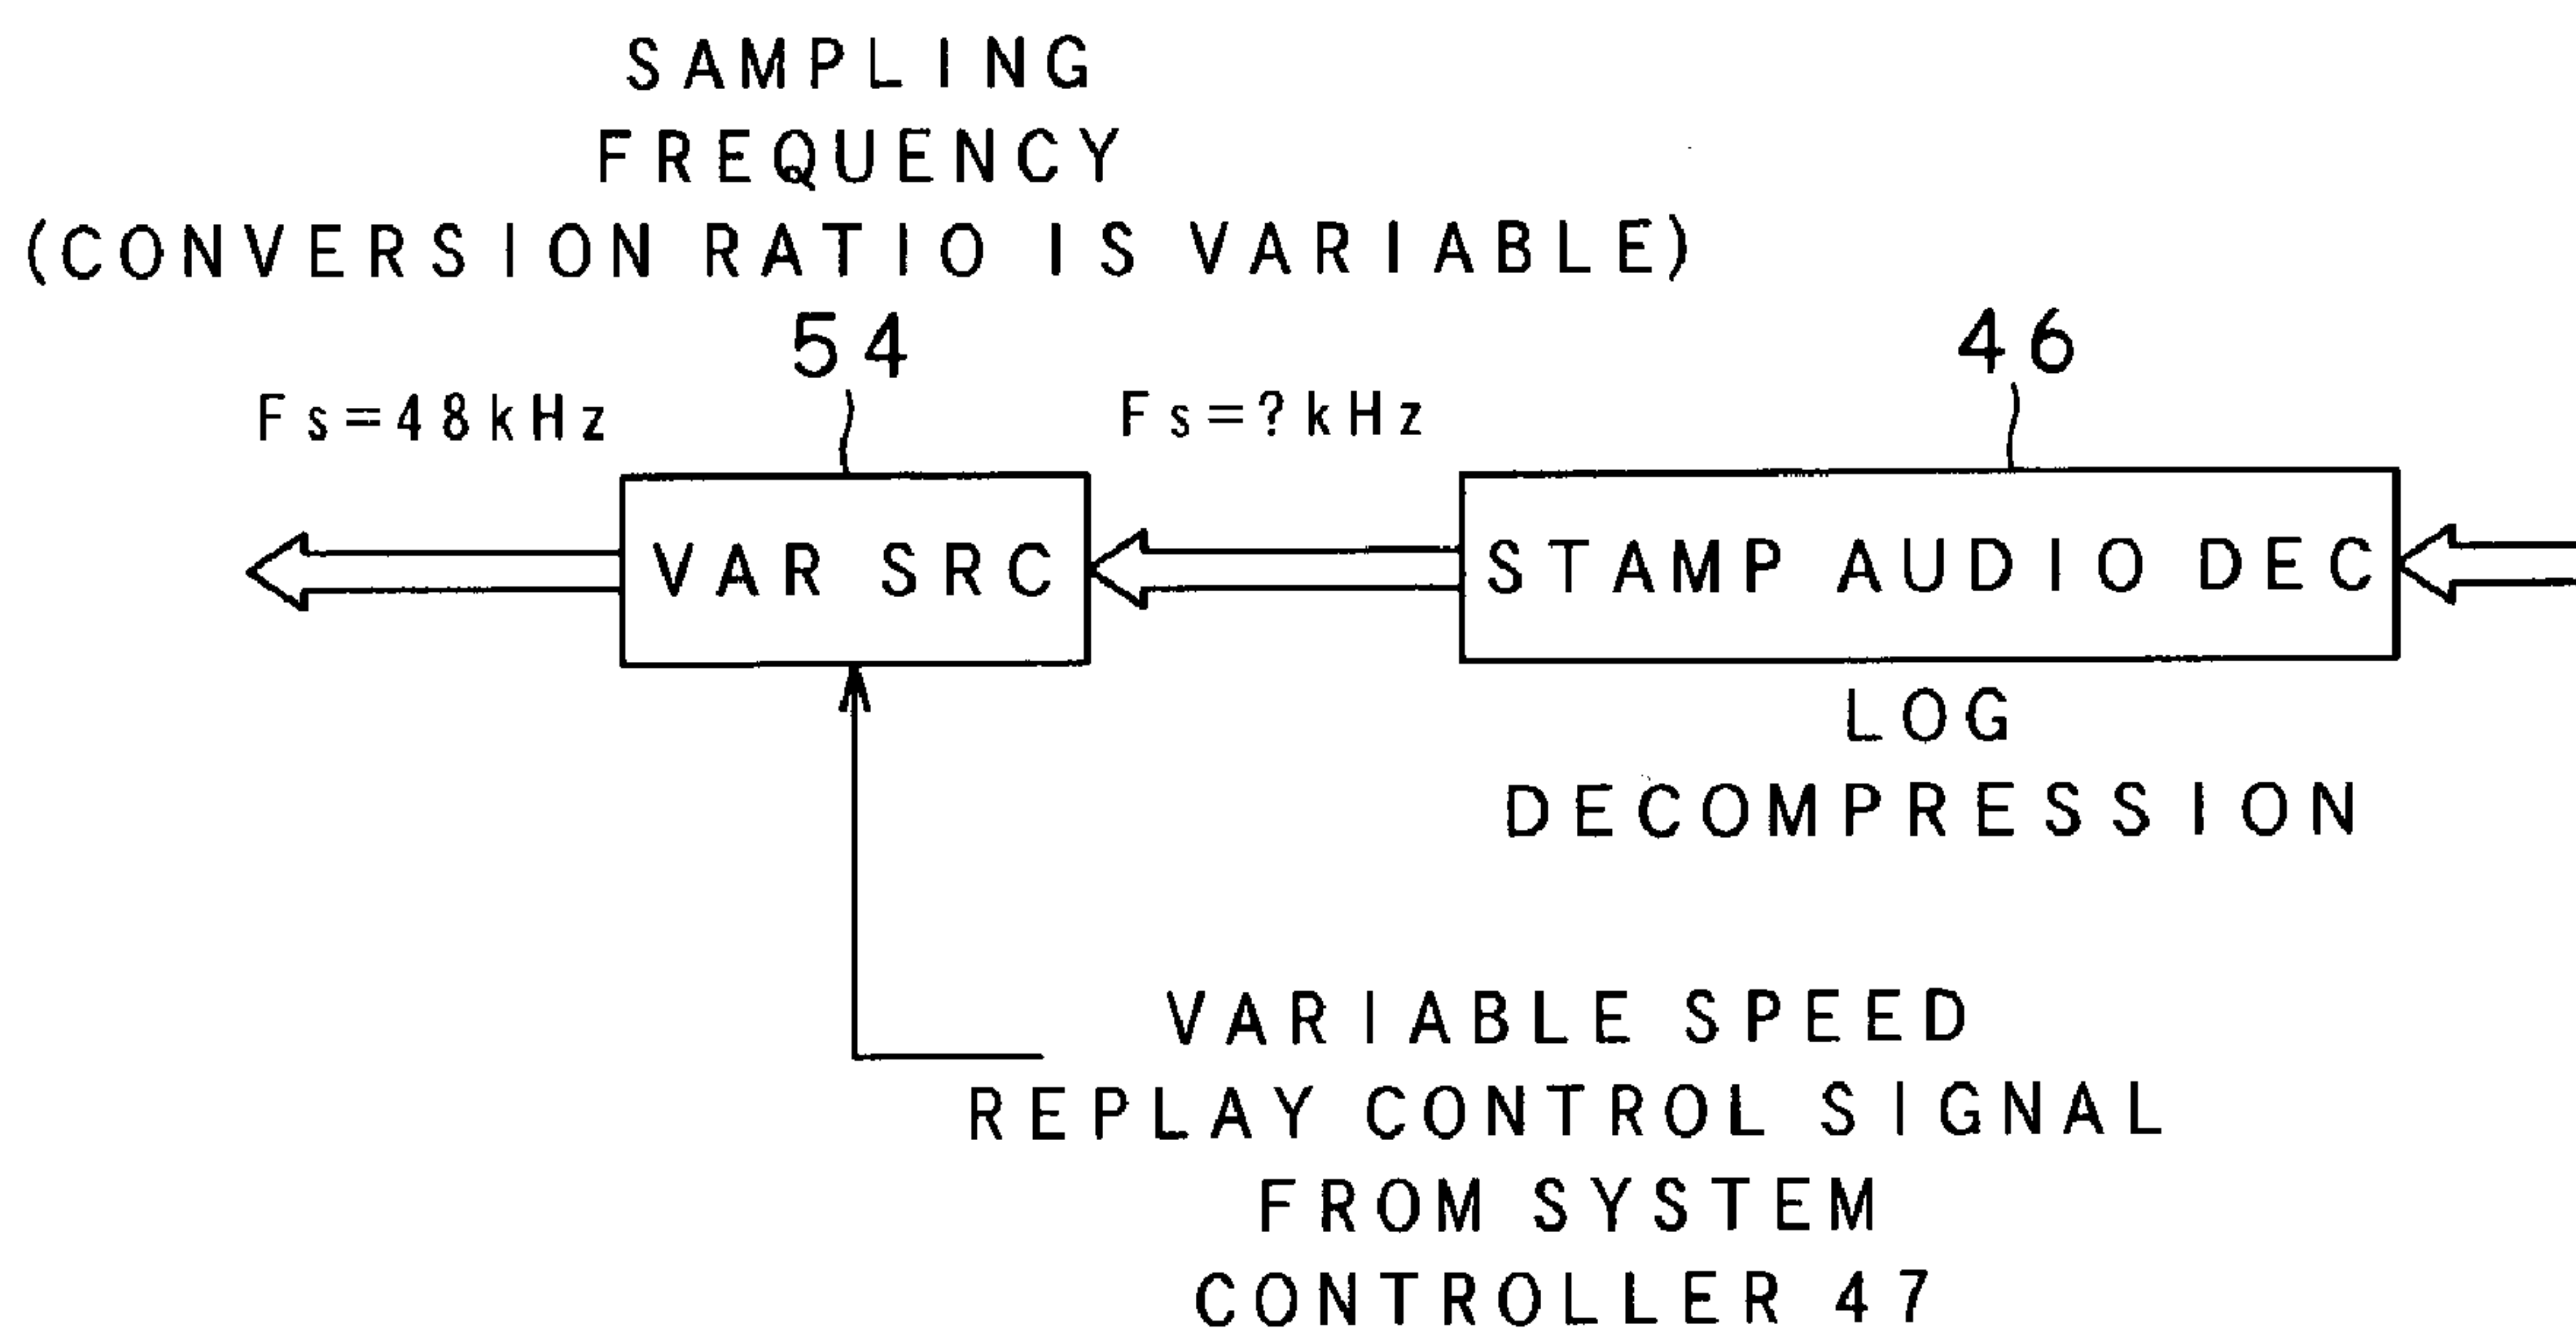 SAMPLING
FREQUENCY
(CONVERSION RATIO IS VARIABLE)
54
46
Fs=48kHz
Fs=?kHz
VAR SRC
STAMP AUDIO DEC
LOG
DECOMPRESSION
VARIABLE SPEED
REPLAY CONTROL SIGNAL
FROM SYSTEM
CONTROLLER 47